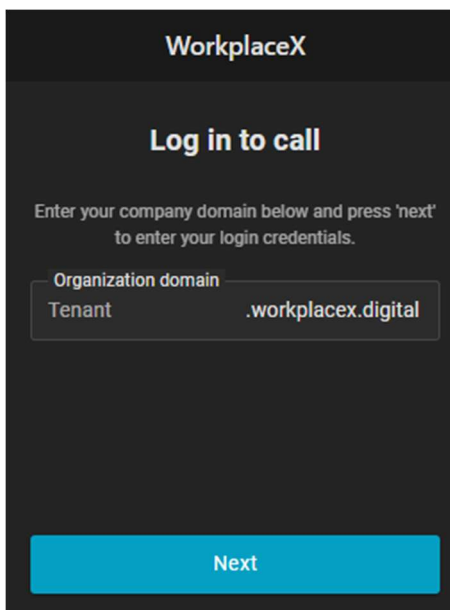 WorkplaceX
Log in to call
Enter your company domain below and press 'next'
to enter your login credentials.
Organization domain
Tenant .workplacex.digital
Next